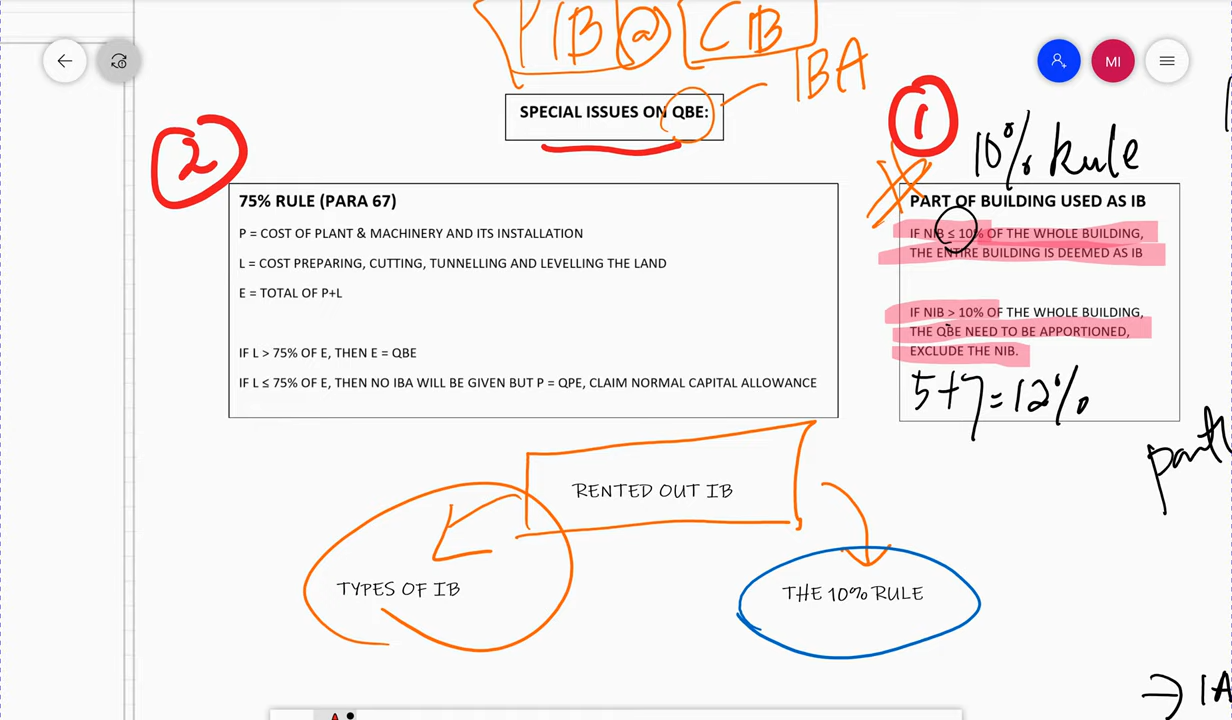 PIB @ CIB
IBA
SPECIAL ISSUES ON QBE:
MI
2
75% RULE (PARA 67)
P = COST OF PLANT & MACHINERY AND ITS INSTALLATION
L = COST PREPARING, CUTTING, TUNNELLING AND LEVELLING THE LAND
E = TOTAL OF P+L
IF L > 75% OF E, THEN E = QBE
IF L ≤ 75% OF E, THEN NO IBA WILL BE GIVEN BUT P = QPE, CLAIM NORMAL CAPITAL ALLOWANCE
1
10% Rule
PART OF BUILDING USED AS IB
IF NIB ≤ 10% OF THE WHOLE BUILDING,
THE ENTIRE BUILDING IS DEEMED AS IB
IF NIB > 10% OF THE WHOLE BUILDING,
THE QBE NEED TO BE APPORTIONED,
EXCLUDE THE NIB.
5+7=12%
RENTED OUT IB
TYPES OF IB
THE 10% RULE